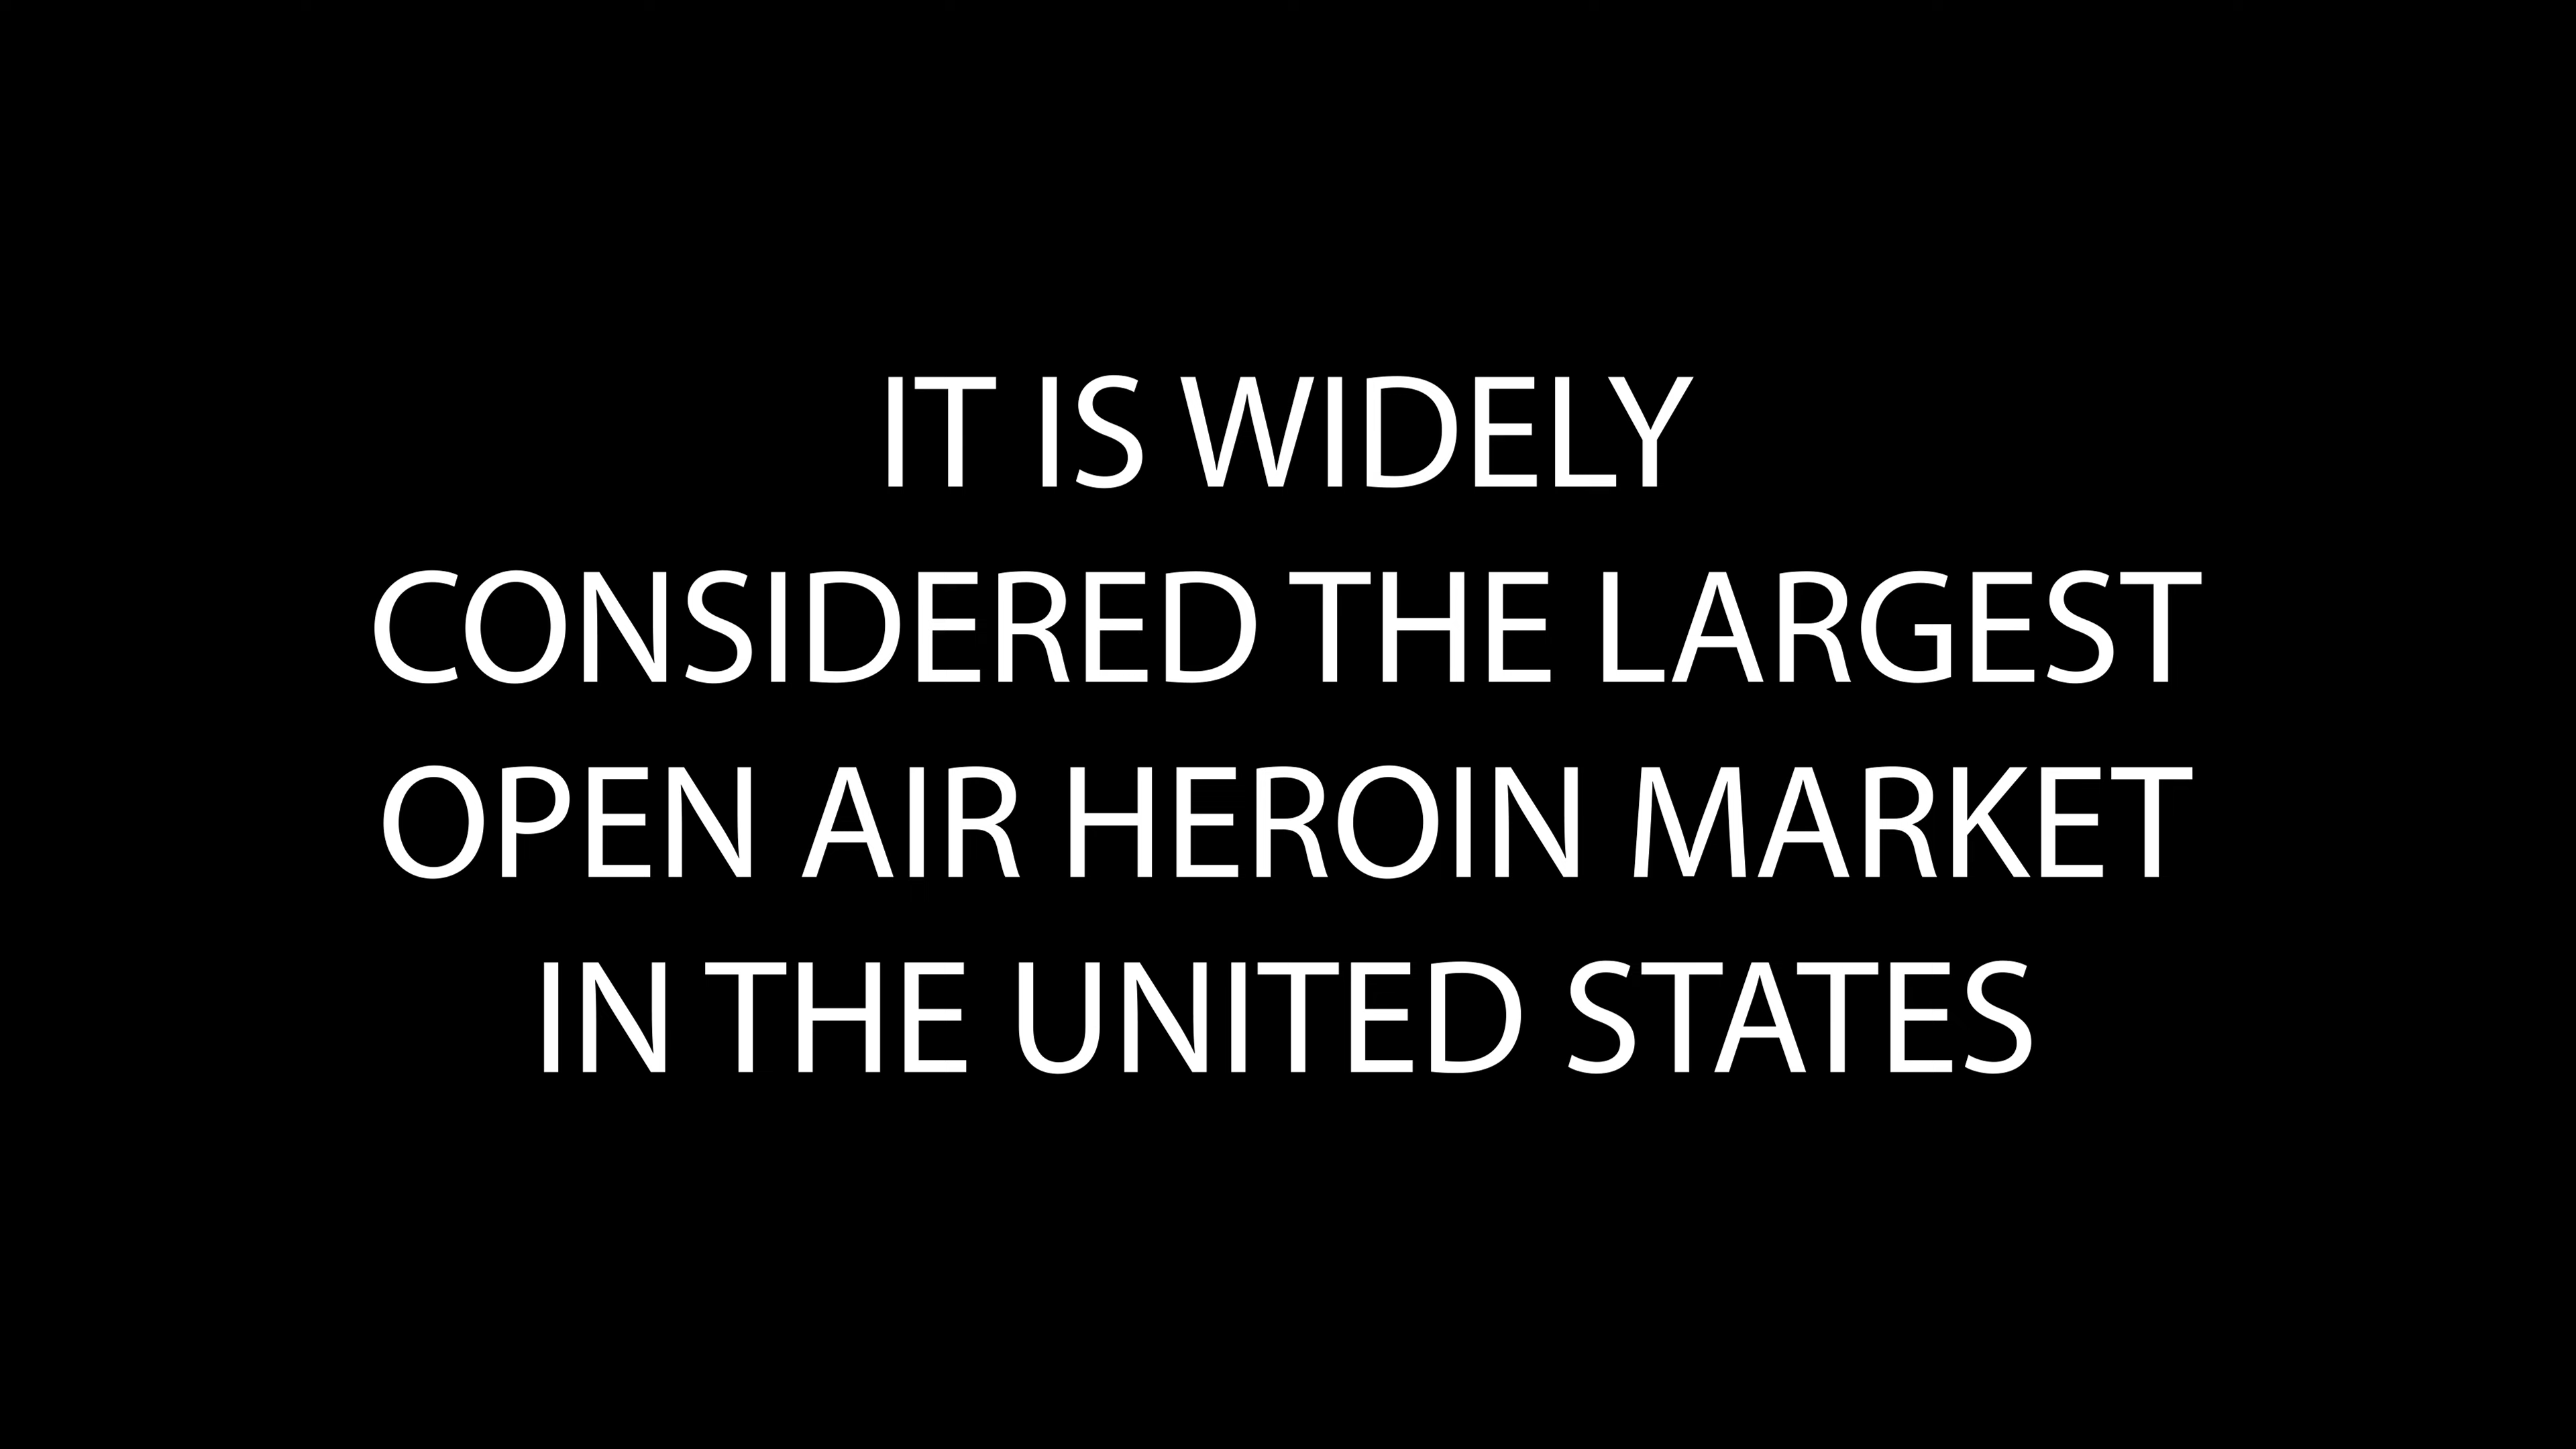 IT IS WIDELY
CONSIDERED THE LARGEST
OPEN AIR HEROIN MARKET
IN THE UNITED STATES